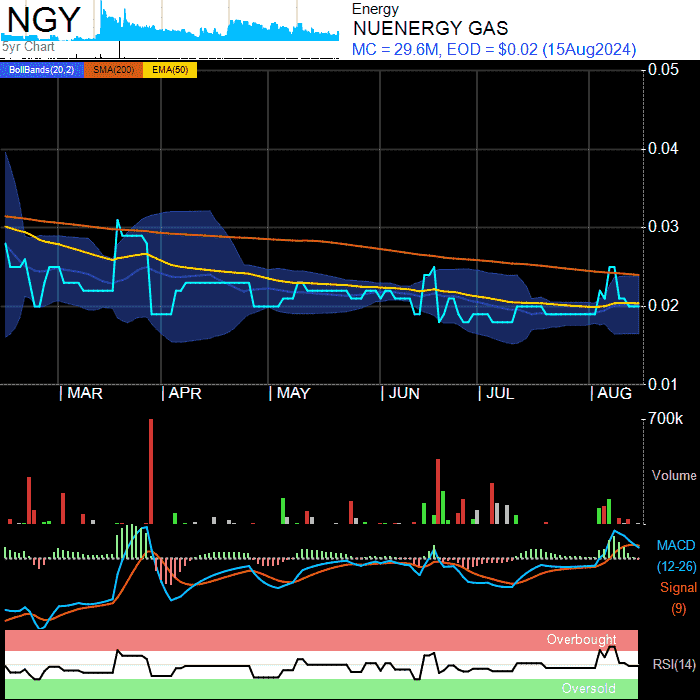 NGY
5yr Chart
Energy
NUENERGY GAS
MC = 29.6M, EOD = $0.02 (15Aug2024)
BollBands(20,2) SMA(200) EMA(50)
0.05
0.04
0.03
0.02
0.01
MAR APR MAY JUN JUL AUG
700k
Volume
MACD
(12-26)
Signal
(9)
Overbought
RSI(14)
Oversold